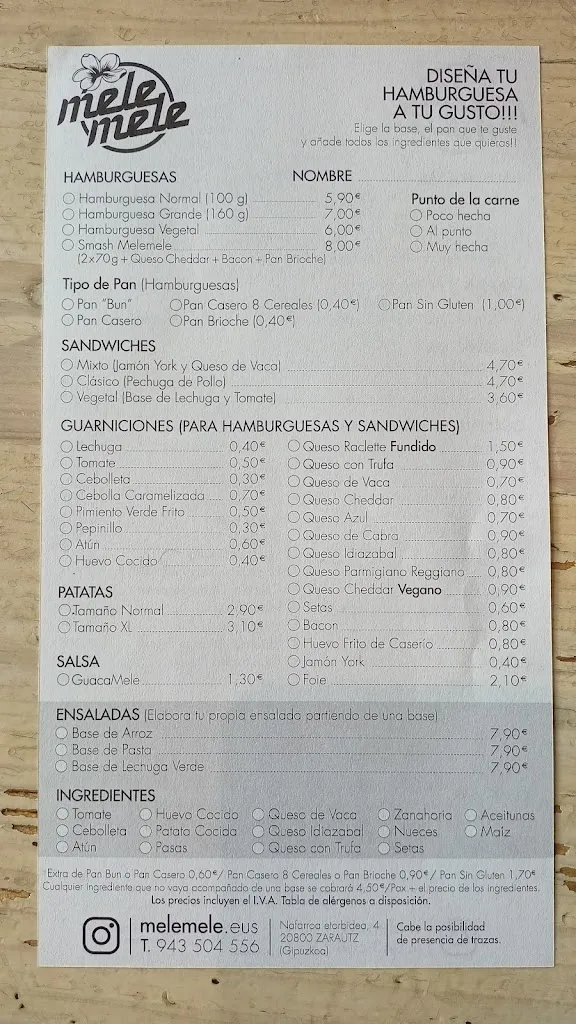 mele
mele
DISEÑA TU
HAMBURGUESA
A TU GUSTO!!!
Elige la base, el pan que te guste
y añade todos los ingredientes que quieras!!
HAMBURGUESAS NOMBRE
Hamburguesa Normal (100 g) 5,90€
Hamburguesa Grande (160 g) 7,00€
Hamburguesa Vegetal 6,00€
Smash Melemele 8,00€
(2x70g + Queso Cheddar + Bacon + Pan Brioche)
Punto de la carne
Poco hecha
Al punto
Muy hecha
Tipo de Pan (Hamburguesas)
Pan "Bun" Pan Casero 8 Cereales (0,40€) Pan Sin Gluten (1,00€)
Pan Casero Pan Brioche (0,40€)
SANDWICHES
Mixto (Jamón York y Queso de Vaca) 4,70€
Clásico (Pechuga de Pollo) 4,70€
Vegetal (Base de Lechuga y Tomate) 3,60€
GUARNICIONES (PARA HAMBURGUESAS Y SANDWICHES)
Lechuga 0,40€
Tomate 0,50€
Cebolleta 0,30€
Cebolla Caramelizada 0,70€
Pimiento Verde Frito 0,50€
Pepinillo 0,30€
Atún 0,60€
Huevo Cocido 0,40€
Queso Raclette Fundido 1,50€
Queso con Trufa 0,90€
Queso de Vaca 0,70€
Queso Cheddar 0,80€
Queso Azul 0,70€
Queso de Cabra 0,90€
Queso Idiazabal 0,80€
Queso Parmigiano Reggiano 0,80€
Queso Cheddar Vegano 0,90€
Setas 0,60€
Bacon 0,80€
Huevo Frito de Caserío 0,80€
Jamón York 0,40€
Foie 2,10€
PATATAS
Tamaño Normal 2,90€
Tamaño XL 3,10€
SALSA
GuacaMele 1,30€
ENSALADAS (Elabora tu propia ensalada partiendo de una base)
Base de Arroz 7,90€
Base de Pasta 7,90€
Base de Lechuga Verde 7,90€
INGREDIENTES
Tomate Huevo Cocido Queso de Vaca Zanahoria Aceitunas
Cebolleta Patata Cocida Queso Idiazabal Nueces Maíz
Atún Pasas Queso con Trufa Setas
*Extra de Pan Bun o Pan Casero 0,60€/ Pan Casero 8 Cereales o Pan Brioche 0,90€/ Pan Sin Gluten 1,70€
Cualquier ingrediente que no vaya acompañado de una base se cobrará 4,50€/Pax + el precio de los ingredientes.
Los precios incluyen el I.V.A. Tabla de alérgenos a disposición.
melemele.eus
T. 943 504 556
Nafarroa etorbidea, 4
20800 ZARAUTZ
(Gipuzkoa)
Cabe la posibilidad
de presencia de trazas.